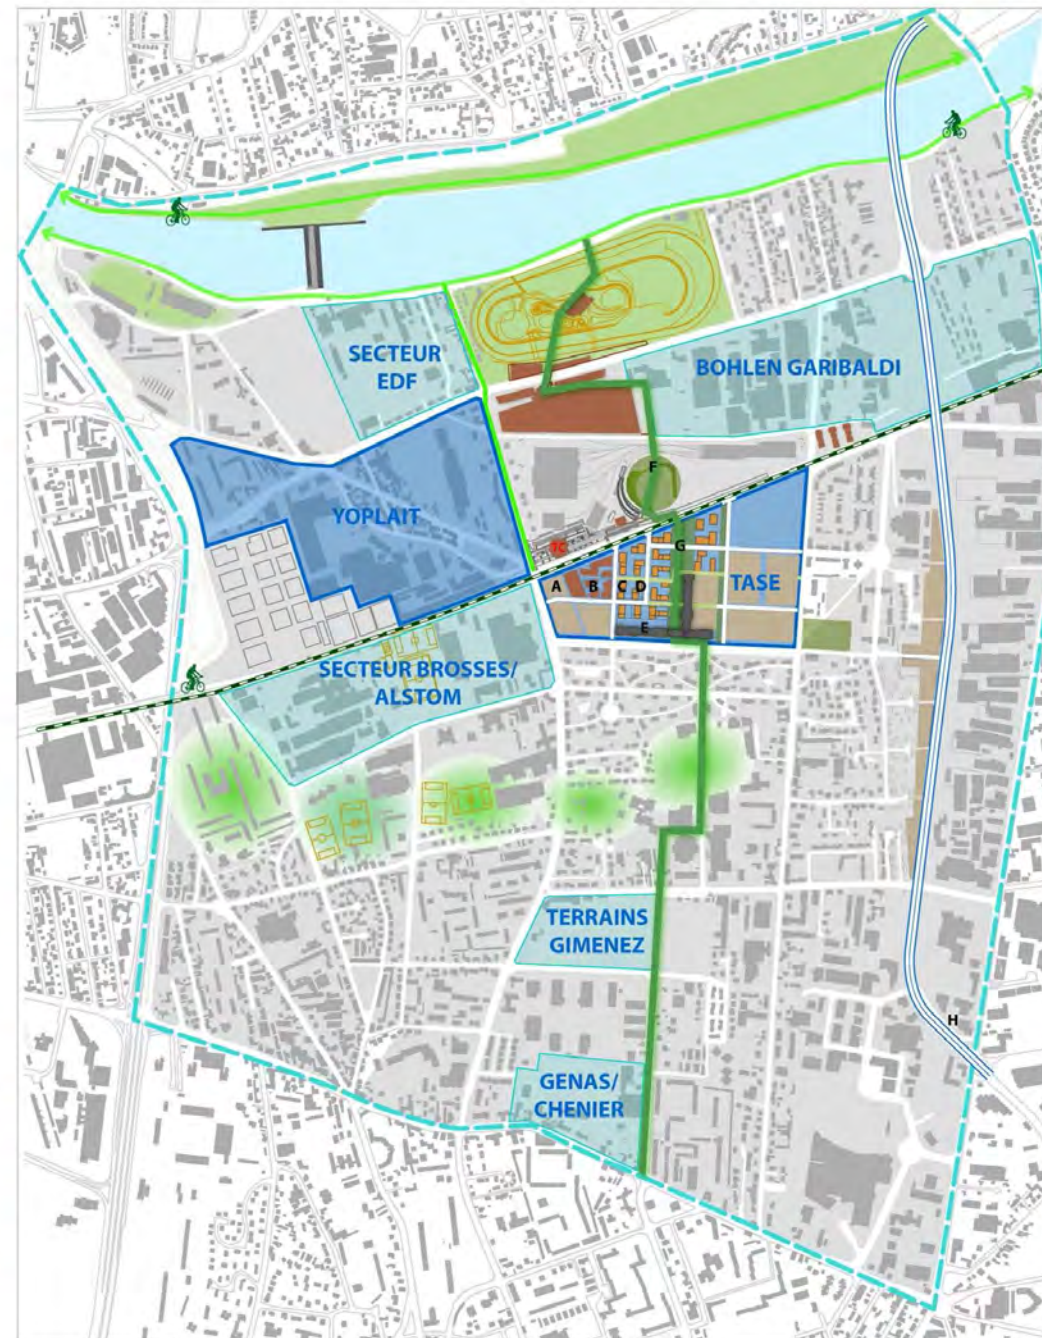 SECTEUR
EDF
BOHLEN GARIBALDI
YOPLAIT
F
G
A
B
C
D
TASE
E
SECTEUR BROSSES/
ALSTOM
TERRAINS
GIMENEZ
H
GENAS/
CHENIER